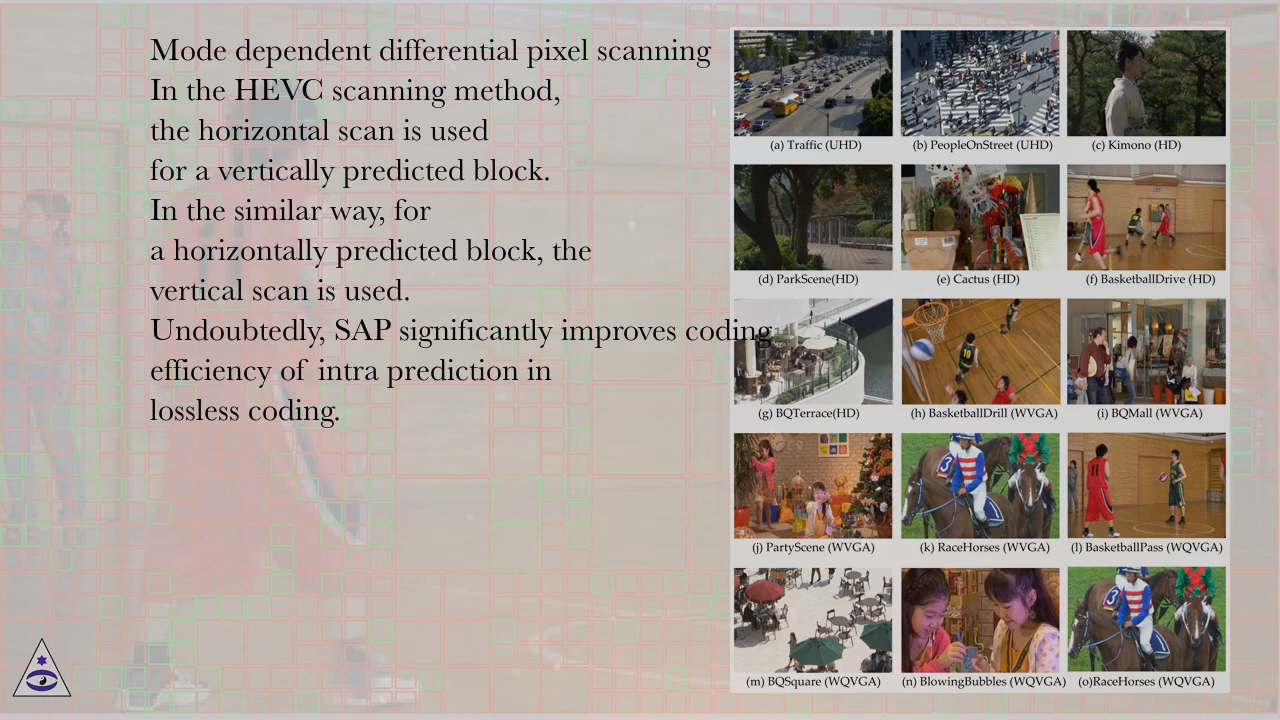 Mode dependent differential pixel scanning
In the HEVC scanning method,
the horizontal scan is used
for a vertically predicted block.
In the similar way, for
a horizontally predicted block, the
vertical scan is used.
Undoubtedly, SAP significantly improves coding
efficiency of intra prediction in
lossless coding.
(a) Traffic (UHD)
(b) PeopleOnStreet (UHD)
(c) Kimono (HD)
(d) ParkScene(HD)
(e) Cactus (HD)
(f) BasketballDrive (HD)
(g) BQTerrace(HD)
(h) BasketballDrill (WVGA)
(i) BQMall (WVGA)
(j) PartyScene (WVGA)
(k) RaceHorses (WVGA)
(l) BasketballPass (WQVGA)
(m) BQSquare (WQVGA)
(n) BlowingBubbles (WQVGA)
(o)RaceHorses (WQVGA)